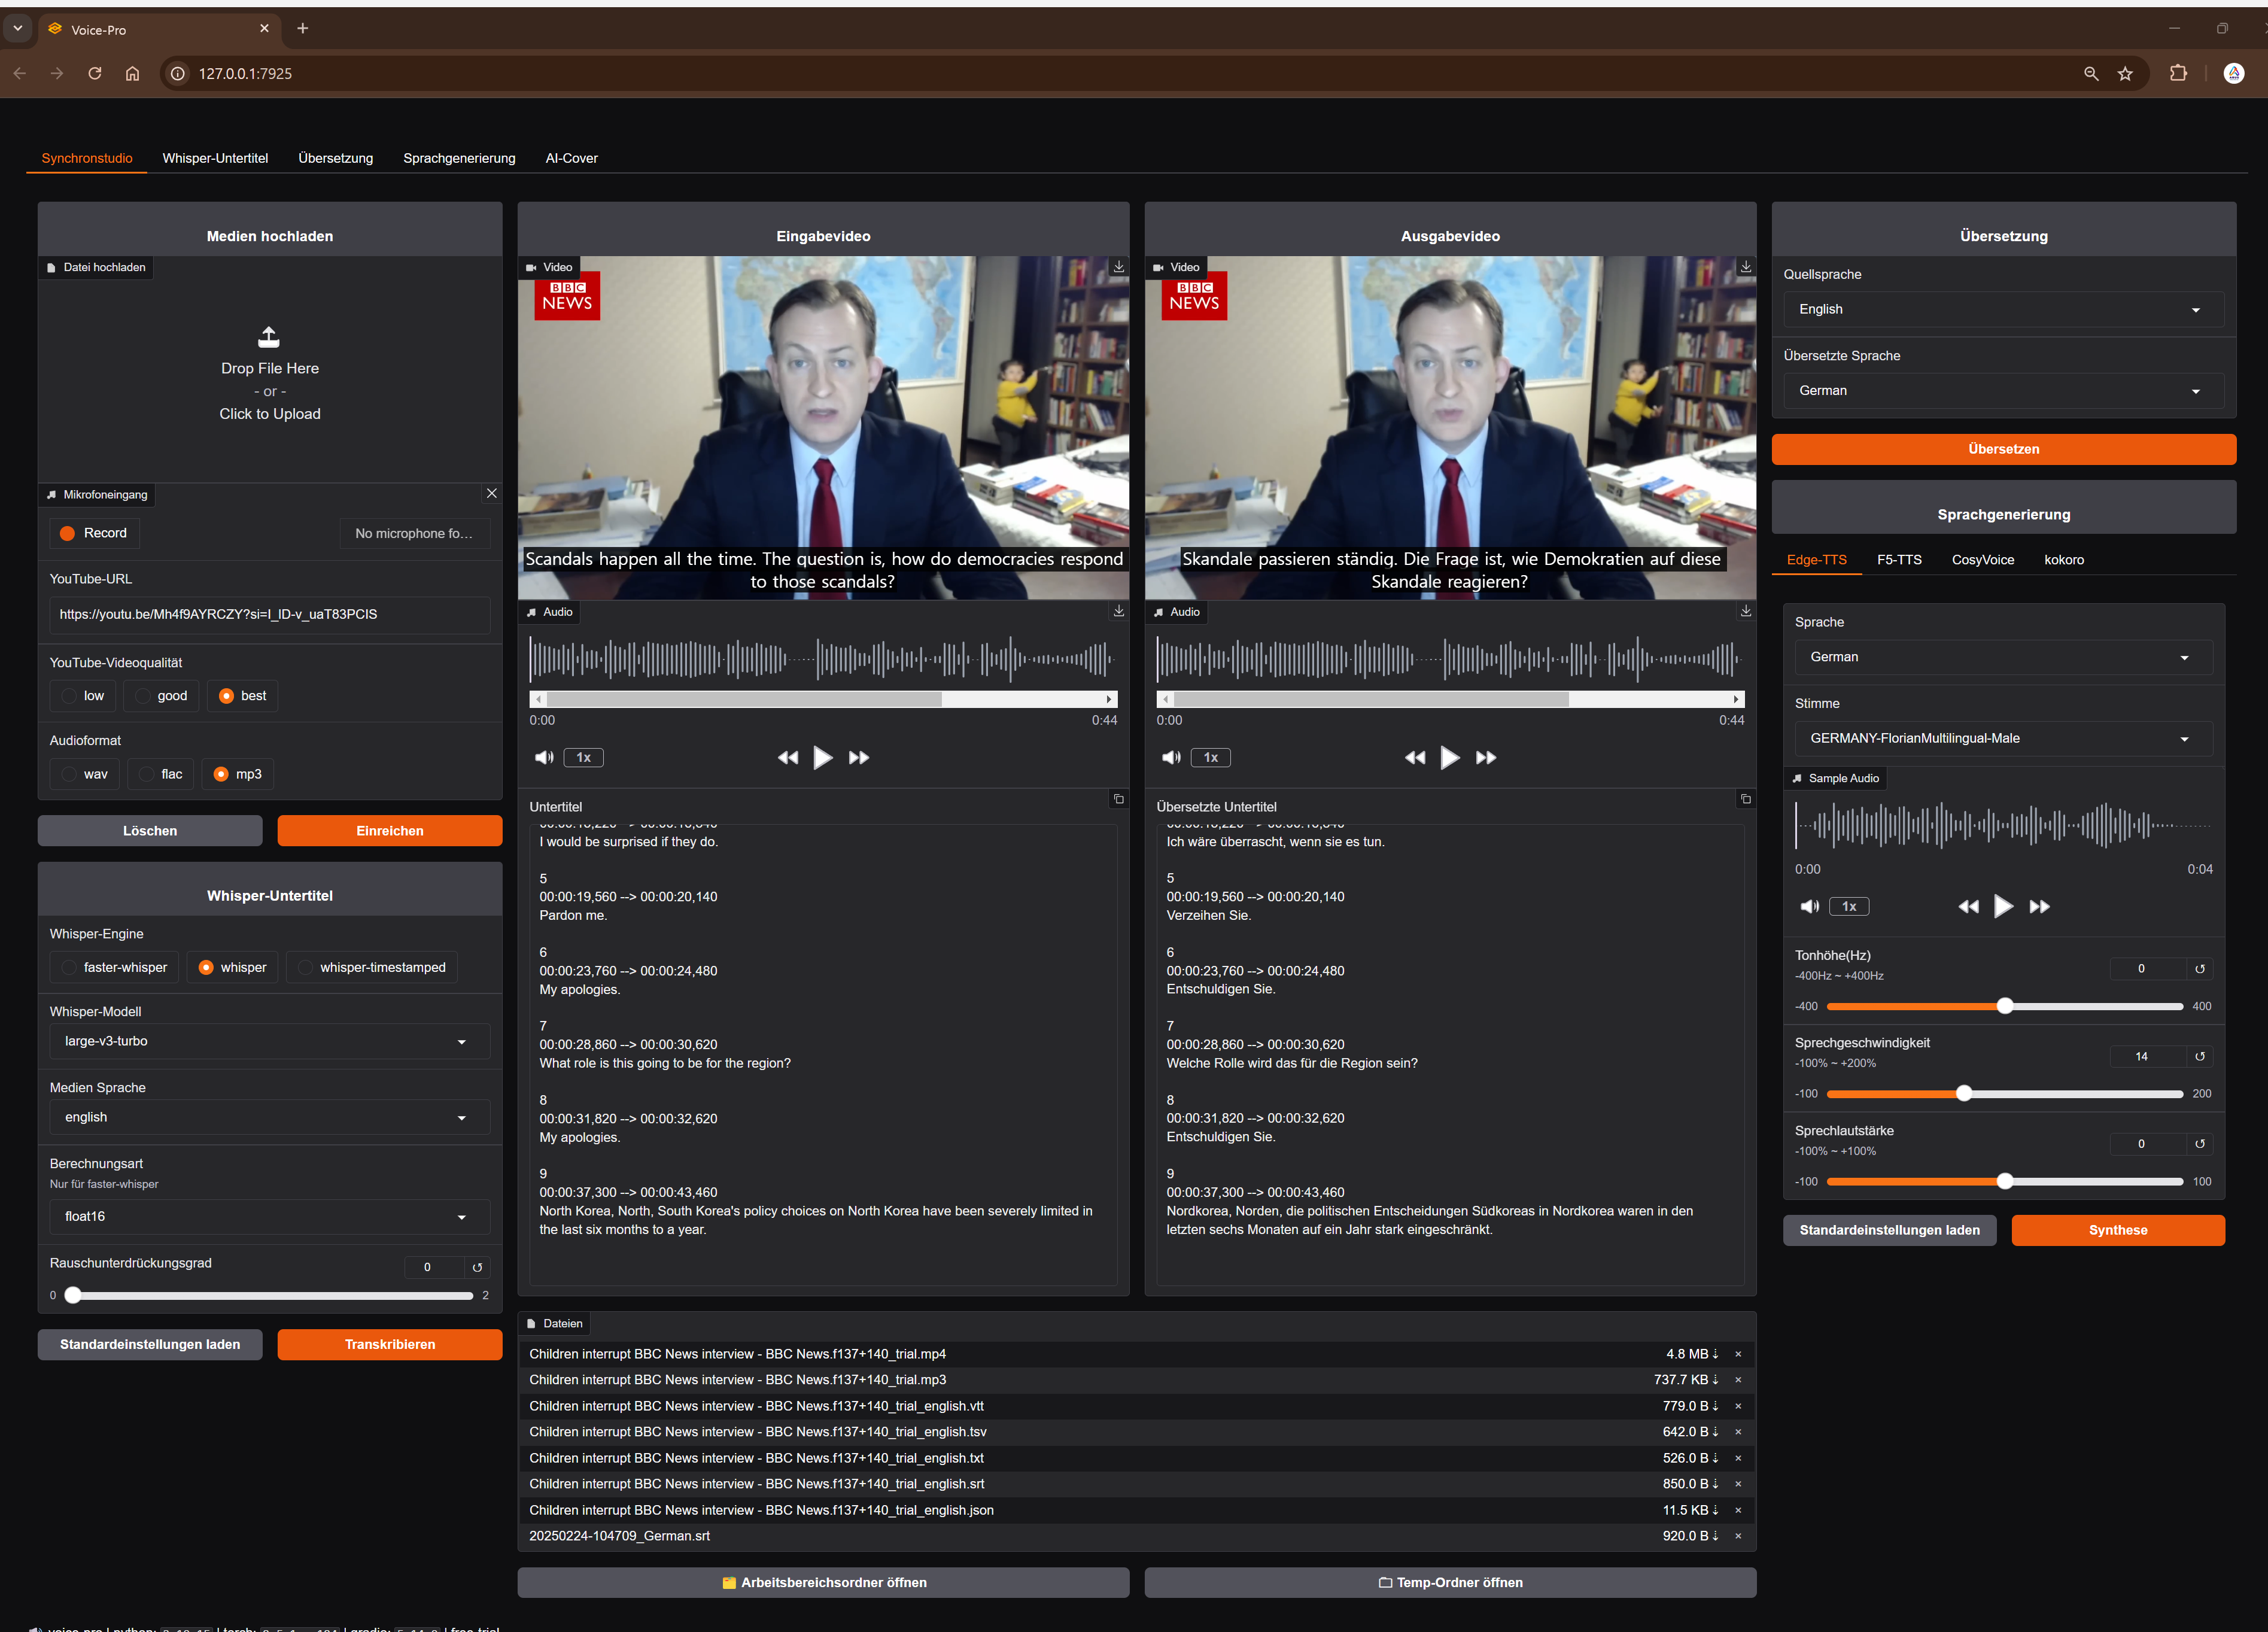 Voice-Pro
127.0.0.1:7925
Synchronstudio
Whisper-Untertitel
Übersetzung
Sprachgenerierung
AI-Cover
Medien hochladen
Datei hochladen
Drop File Here
- or -
Click to Upload
Mikrofoneingang
Record
No microphone fo...
YouTube-URL
https://youtu.be/Mh4f9AYRCZY?si=I_ID-v_uaT83PCIS
YouTube-Videoqualität
low
good
best
Audioformat
wav
flac
mp3
Löschen
Einreichen
Whisper-Untertitel
Whisper-Engine
faster-whisper
whisper
whisper-timestamped
Whisper-Modell
large-v3-turbo
Medien Sprache
english
Berechnungsart
Nur für faster-whisper
float16
Rauschunterdrückungsgrad
0
0
2
Standardeinstellungen laden
Transkribieren
Eingabevideo
Video
BBC
NEWS
Scandals happen all the time. The question is, how do democracies respond
to those scandals?
Audio
0:00
0:44
1x
Untertitel
I would be surprised if they do.
5
00:00:19,560 --> 00:00:20,140
Pardon me.
6
00:00:23,760 --> 00:00:24,480
My apologies.
7
00:00:28,860 --> 00:00:30,620
What role is this going to be for the region?
8
00:00:31,820 --> 00:00:32,620
My apologies.
9
00:00:37,300 --> 00:00:43,460
North Korea, North, South Korea's policy choices on North Korea have been severely limited in
the last six months to a year.
Ausgabevideo
Video
BBC
NEWS
Skandale passieren ständig. Die Frage ist, wie Demokratien auf diese
Skandale reagieren?
Audio
0:00
0:44
1x
Übersetzte Untertitel
Ich wäre überrascht, wenn sie es tun.
5
00:00:19,560 --> 00:00:20,140
Verzeihen Sie.
6
00:00:23,760 --> 00:00:24,480
Entschuldigen Sie.
7
00:00:28,860 --> 00:00:30,620
Welche Rolle wird das für die Region sein?
8
00:00:31,820 --> 00:00:32,620
Entschuldigen Sie.
9
00:00:37,300 --> 00:00:43,460
Nordkorea, Norden, die politischen Entscheidungen Südkoreas in Nordkorea waren in den
letzten sechs Monaten auf ein Jahr stark eingeschränkt.
Dateien
Children interrupt BBC News interview - BBC News.f137+140_trial.mp4 4.8 MB ⇣ ×
Children interrupt BBC News interview - BBC News.f137+140_trial.mp3 737.7 KB ⇣ ×
Children interrupt BBC News interview - BBC News.f137+140_trial_english.vtt 779.0 B ⇣ ×
Children interrupt BBC News interview - BBC News.f137+140_trial_english.tsv 642.0 B ⇣ ×
Children interrupt BBC News interview - BBC News.f137+140_trial_english.txt 526.0 B ⇣ ×
Children interrupt BBC News interview - BBC News.f137+140_trial_english.srt 850.0 B ⇣ ×
Children interrupt BBC News interview - BBC News.f137+140_trial_english.json 11.5 KB ⇣ ×
20250224-104709_German.srt 920.0 B ⇣ ×
Arbeitsbereichsordner öffnen
Temp-Ordner öffnen
Übersetzung
Quellsprache
English
Übersetzte Sprache
German
Übersetzen
Sprachgenerierung
Edge-TTS
F5-TTS
CosyVoice
kokoro
Sprache
German
Stimme
GERMANY-FlorianMultilingual-Male
Sample Audio
0:00
0:04
1x
Tonhöhe(Hz)
-400Hz ~ +400Hz
0
-400
400
Sprechgeschwindigkeit
-100% ~ +200%
14
-100
200
Sprechlautstärke
-100% ~ +100%
0
-100
100
Standardeinstellungen laden
Synthese